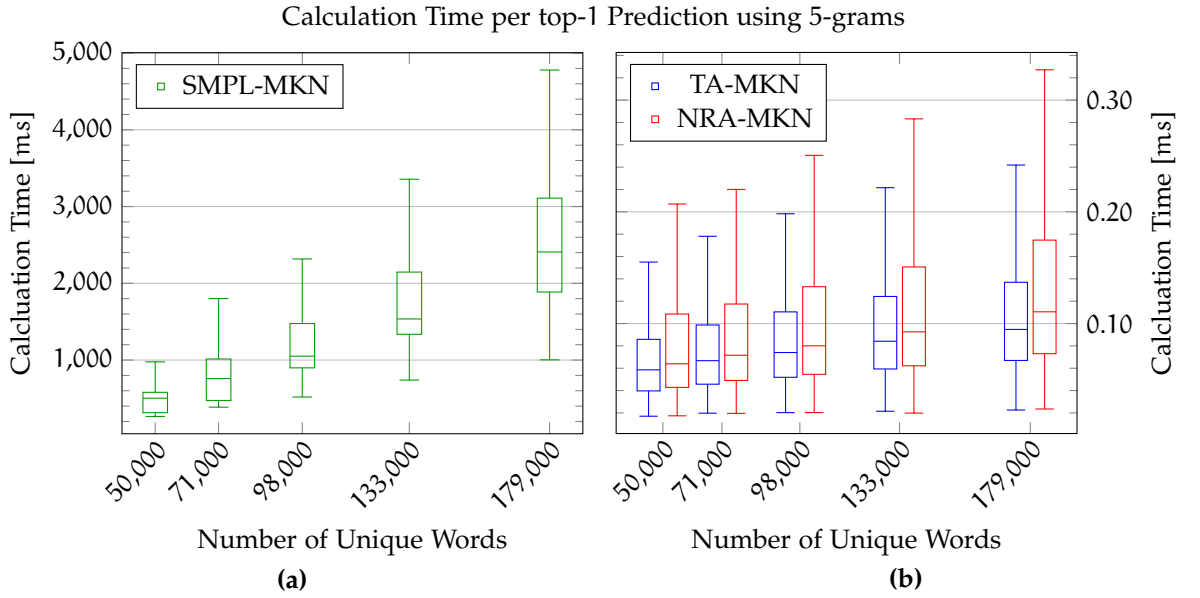 Calculation Time per top-1 Prediction using 5-grams
5,000
4,000
3,000
2,000
1,000
Calcluation Time [ms]
SMPL-MKN
50,000
71,000
98,000
133,000
179,000
Number of Unique Words
(a)
TA-MKN
NRA-MKN
0.30
0.20
0.10
Calcluation Time [ms]
50,000
71,000
98,000
133,000
179,000
Number of Unique Words
(b)